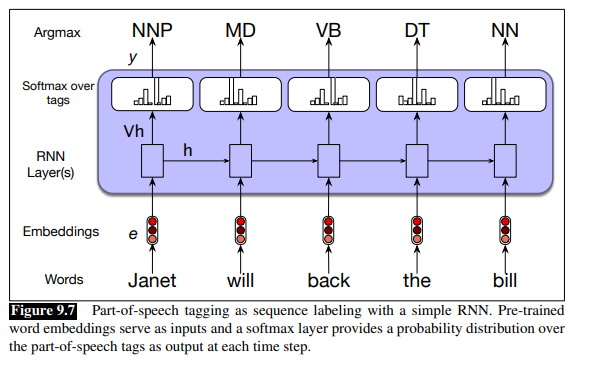 Argmax NNP MD VB DT NN
y
Softmax over
tags
Vh
h
RNN
Layer(s)
Embeddings e
Words Janet will back the bill
Figure 9.7 Part-of-speech tagging as sequence labeling with a simple RNN. Pre-trained
word embeddings serve as inputs and a softmax layer provides a probability distribution over
the part-of-speech tags as output at each time step.